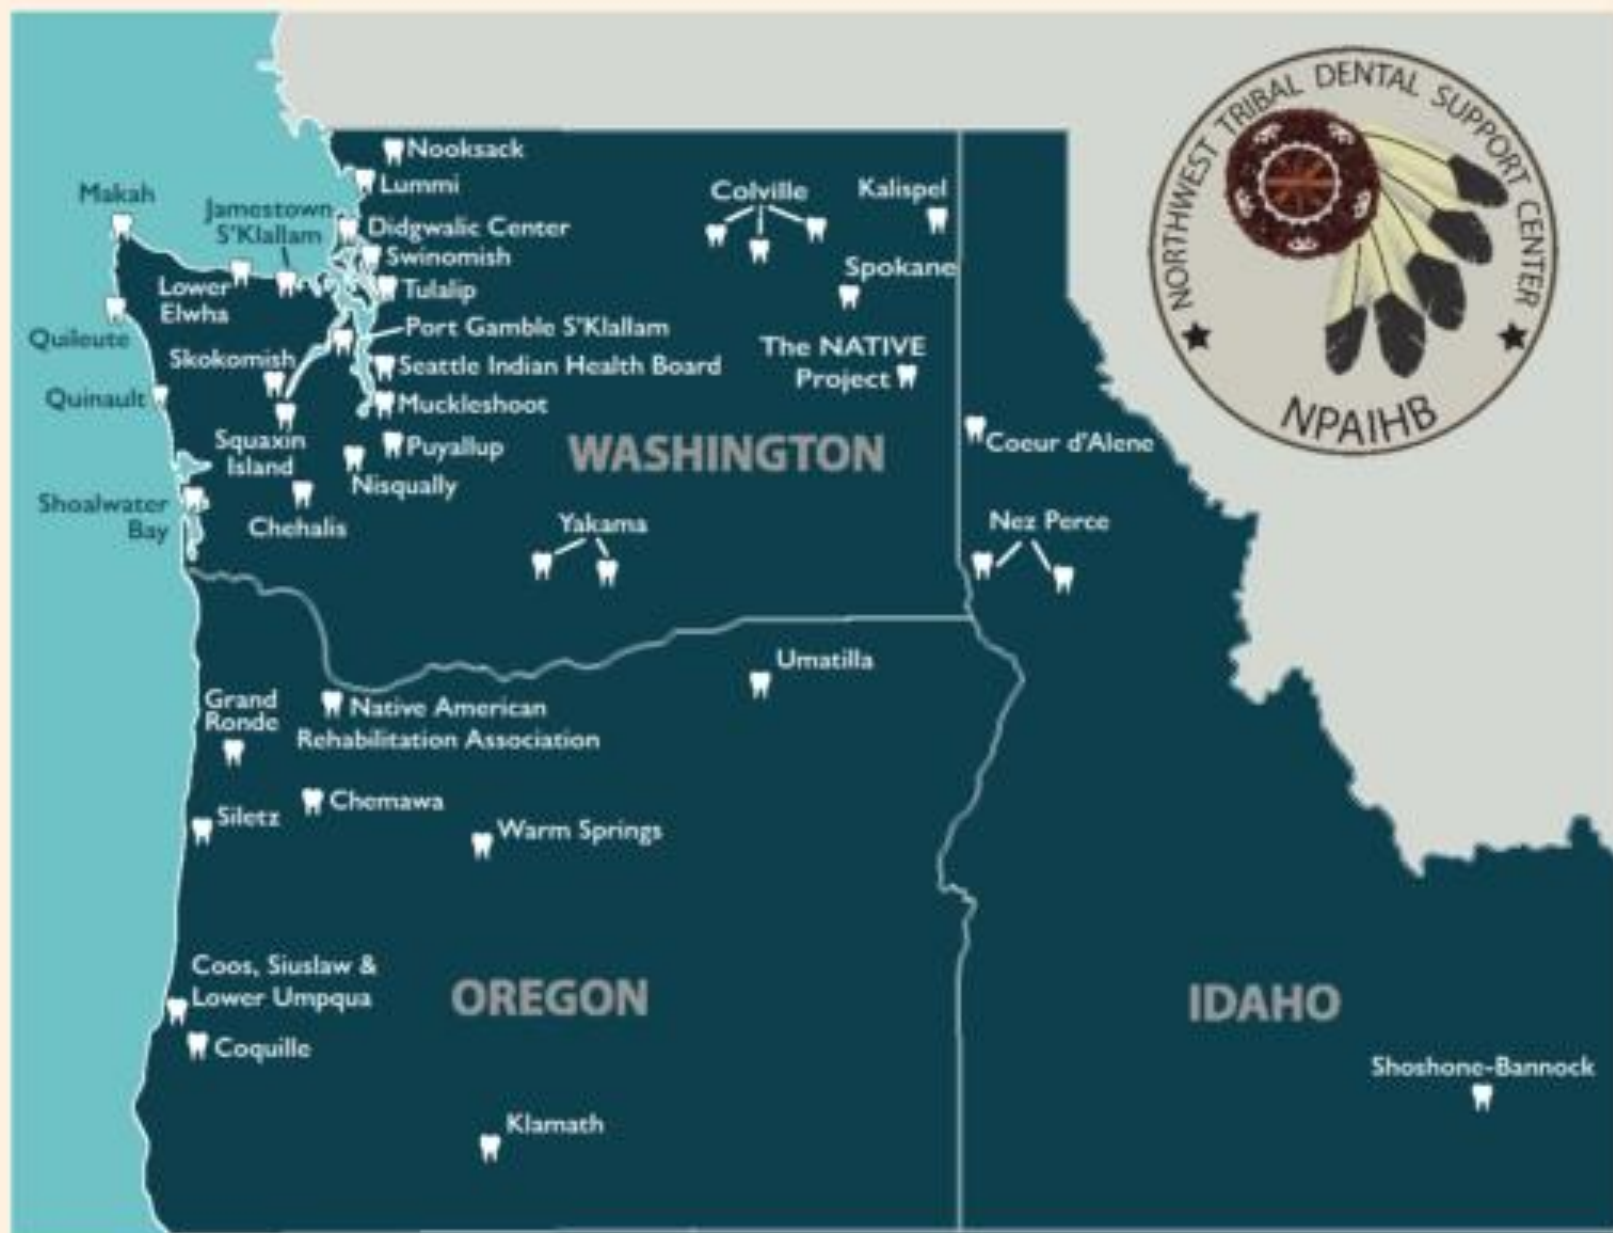 NORTHWEST TRIBAL DENTAL SUPPORT CENTER
NPAIHB
Nooksack
Lummi
Makah
Jamestown
S'Klallam
Didgwalic Center
Swinomish
Tulalip
Lower
Elwha
Port Gamble S'Klallam
Quileute
Skokomish
Seattle Indian Health Board
Quinault
Muckleshoot
Squaxin
Island
Puyallup
Nisqually
Shoalwater
Bay
Chehalis
Colville
Kalispel
Spokane
The NATIVE
Project
WASHINGTON
Yakama
Coeur d'Alene
Nez Perce
Umatilla
Grand
Ronde
Native American
Rehabilitation Association
Chemawa
Siletz
Warm Springs
Coos, Siuslaw &
Lower Umpqua
Coquille
OREGON
Klamath
IDAHO
Shoshone-Bannock